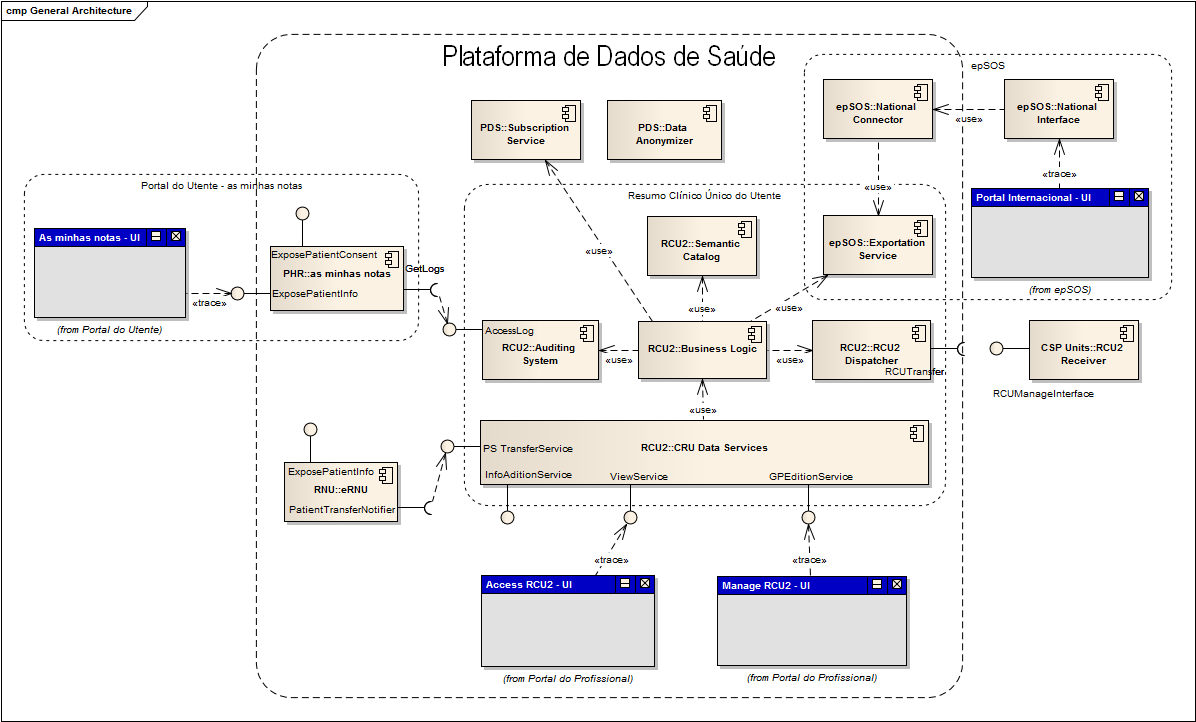 cmp General Architecture
Plataforma de Dados de Saúde
epSOS
PDS::Subscription
Service
PDS::Data
Anonymizer
epSOS::National
Connector
«use»
epSOS::National
Interface
«trace»
Portal do Utente - as minhas notas
«use»
Resumo Clínico Único do Utente
Portal Internacional - UI
(from epSOS)
As minhas notas - UI
(from Portal do Utente)
«trace»
ExposePatientConsent
PHR::as minhas notas
ExposePatientInfo
GetLogs
«use»
RCU2::Semantic
Catalog
epSOS::Exportation
Service
«use»
«use»
AccessLog
RCU2::Auditing
System
«use»
RCU2::Business Logic
«use»
RCU2::RCU2
Dispatcher
RCUTransfer
CSP Units::RCU2
Receiver
RCUManageInterface
«use»
PS TransferService
RCU2::CRU Data Services
InfoAditionService
ViewService
GPEditionService
ExposePatientInfo
RNU::eRNU
PatientTransferNotifier
«trace»
«trace»
Access RCU2 - UI
Manage RCU2 - UI
(from Portal do Profissional)
(from Portal do Profissional)